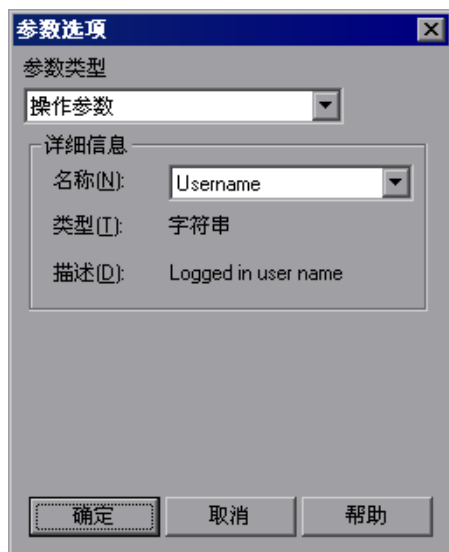 参数选项
参数类型
操作参数
详细信息
名称(N): Username
类型(T): 字符串
描述(D): Logged in user name
确定 取消 帮助